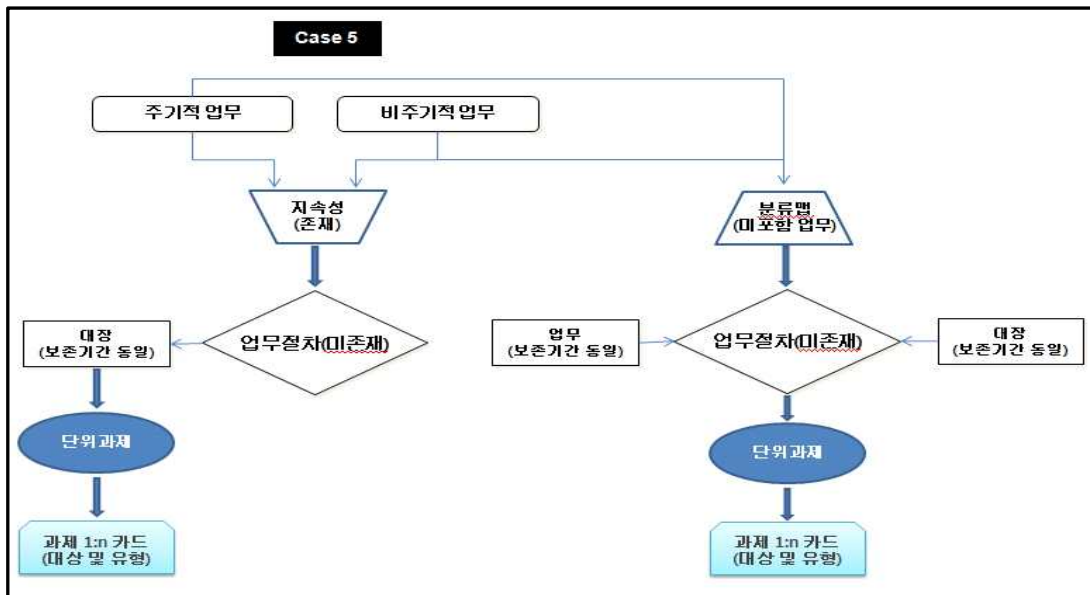 Case 5
주기적 업무
비주기적 업무
지속성
(존재)
분류맵
(미포함 업무)
대장
(보존기간 동일)
업무절차(미존재)
업무
(보존기간 동일)
업무절차(미존재)
대장
(보존기간 동일)
단위과제
단위과제
과제 1:n 카드
(대상 및 유형)
과제 1:n 카드
(대상 및 유형)